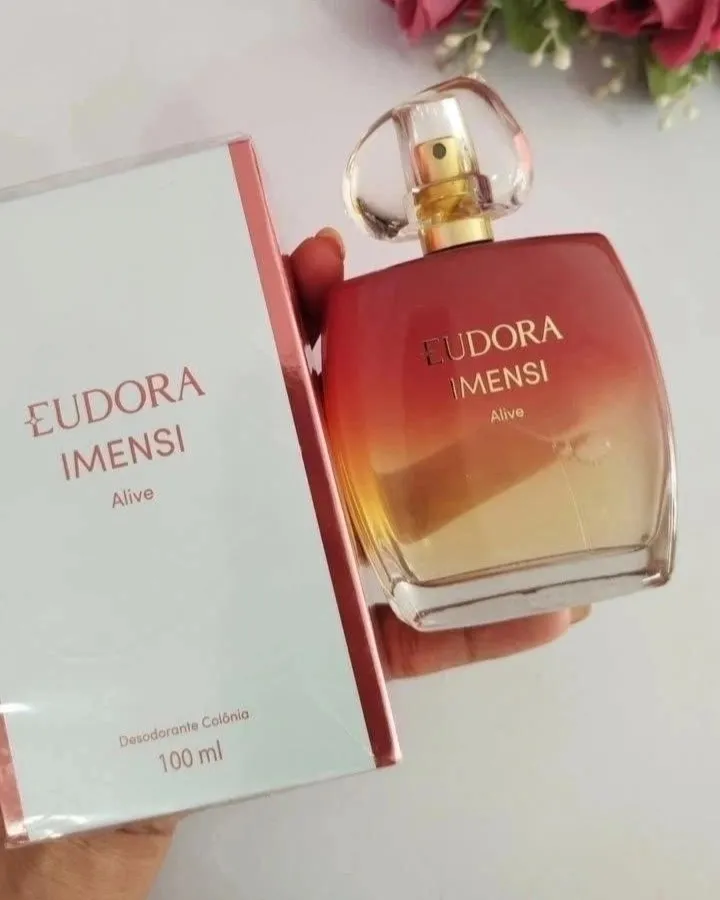 EUDORA
IMENSI
Alive
Desodorante Colônia
100 ml
EUDORA
IMENSI
Alive